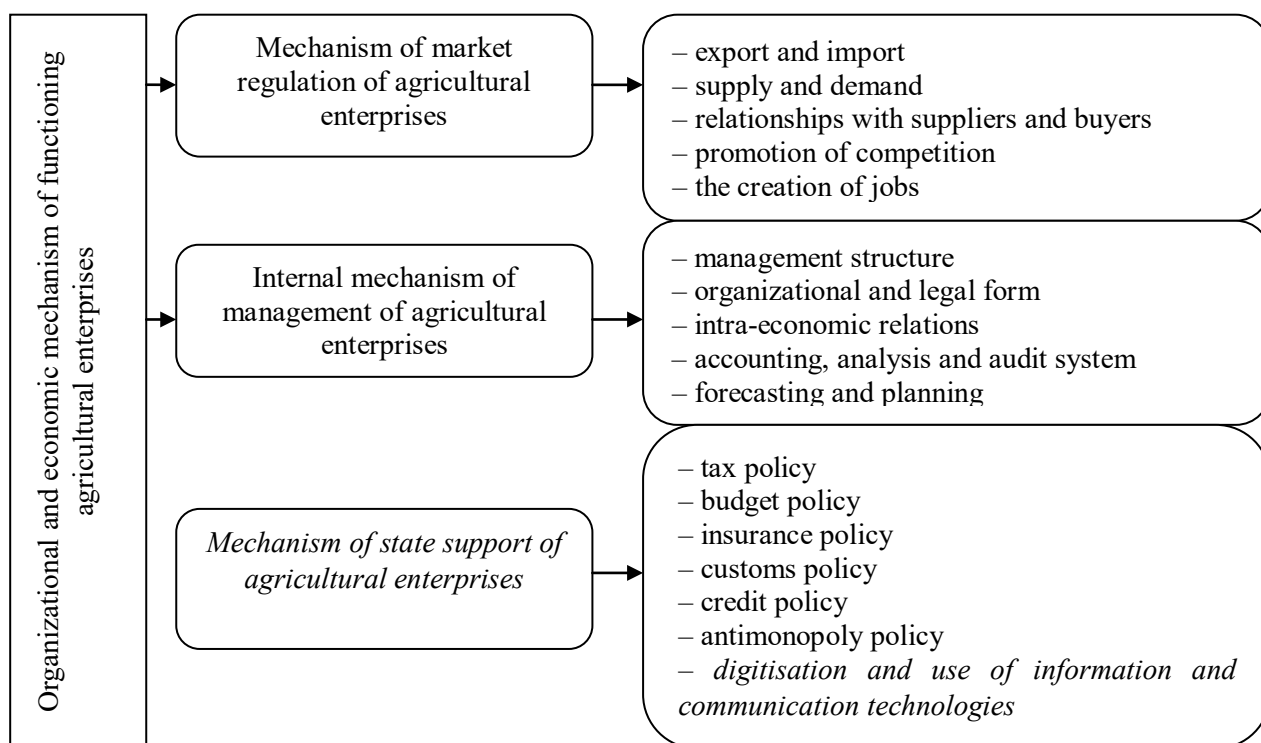 Organizational and economic mechanism of functioning
agricultural enterprises
Mechanism of market
regulation of agricultural
enterprises
– export and import
– supply and demand
– relationships with suppliers and buyers
– promotion of competition
– the creation of jobs
Internal mechanism of
management of agricultural
enterprises
– management structure
– organizational and legal form
– intra-economic relations
– accounting, analysis and audit system
– forecasting and planning
Mechanism of state support of
agricultural enterprises
– tax policy
– budget policy
– insurance policy
– customs policy
– credit policy
– antimonopoly policy
– digitisation and use of information and
communication technologies